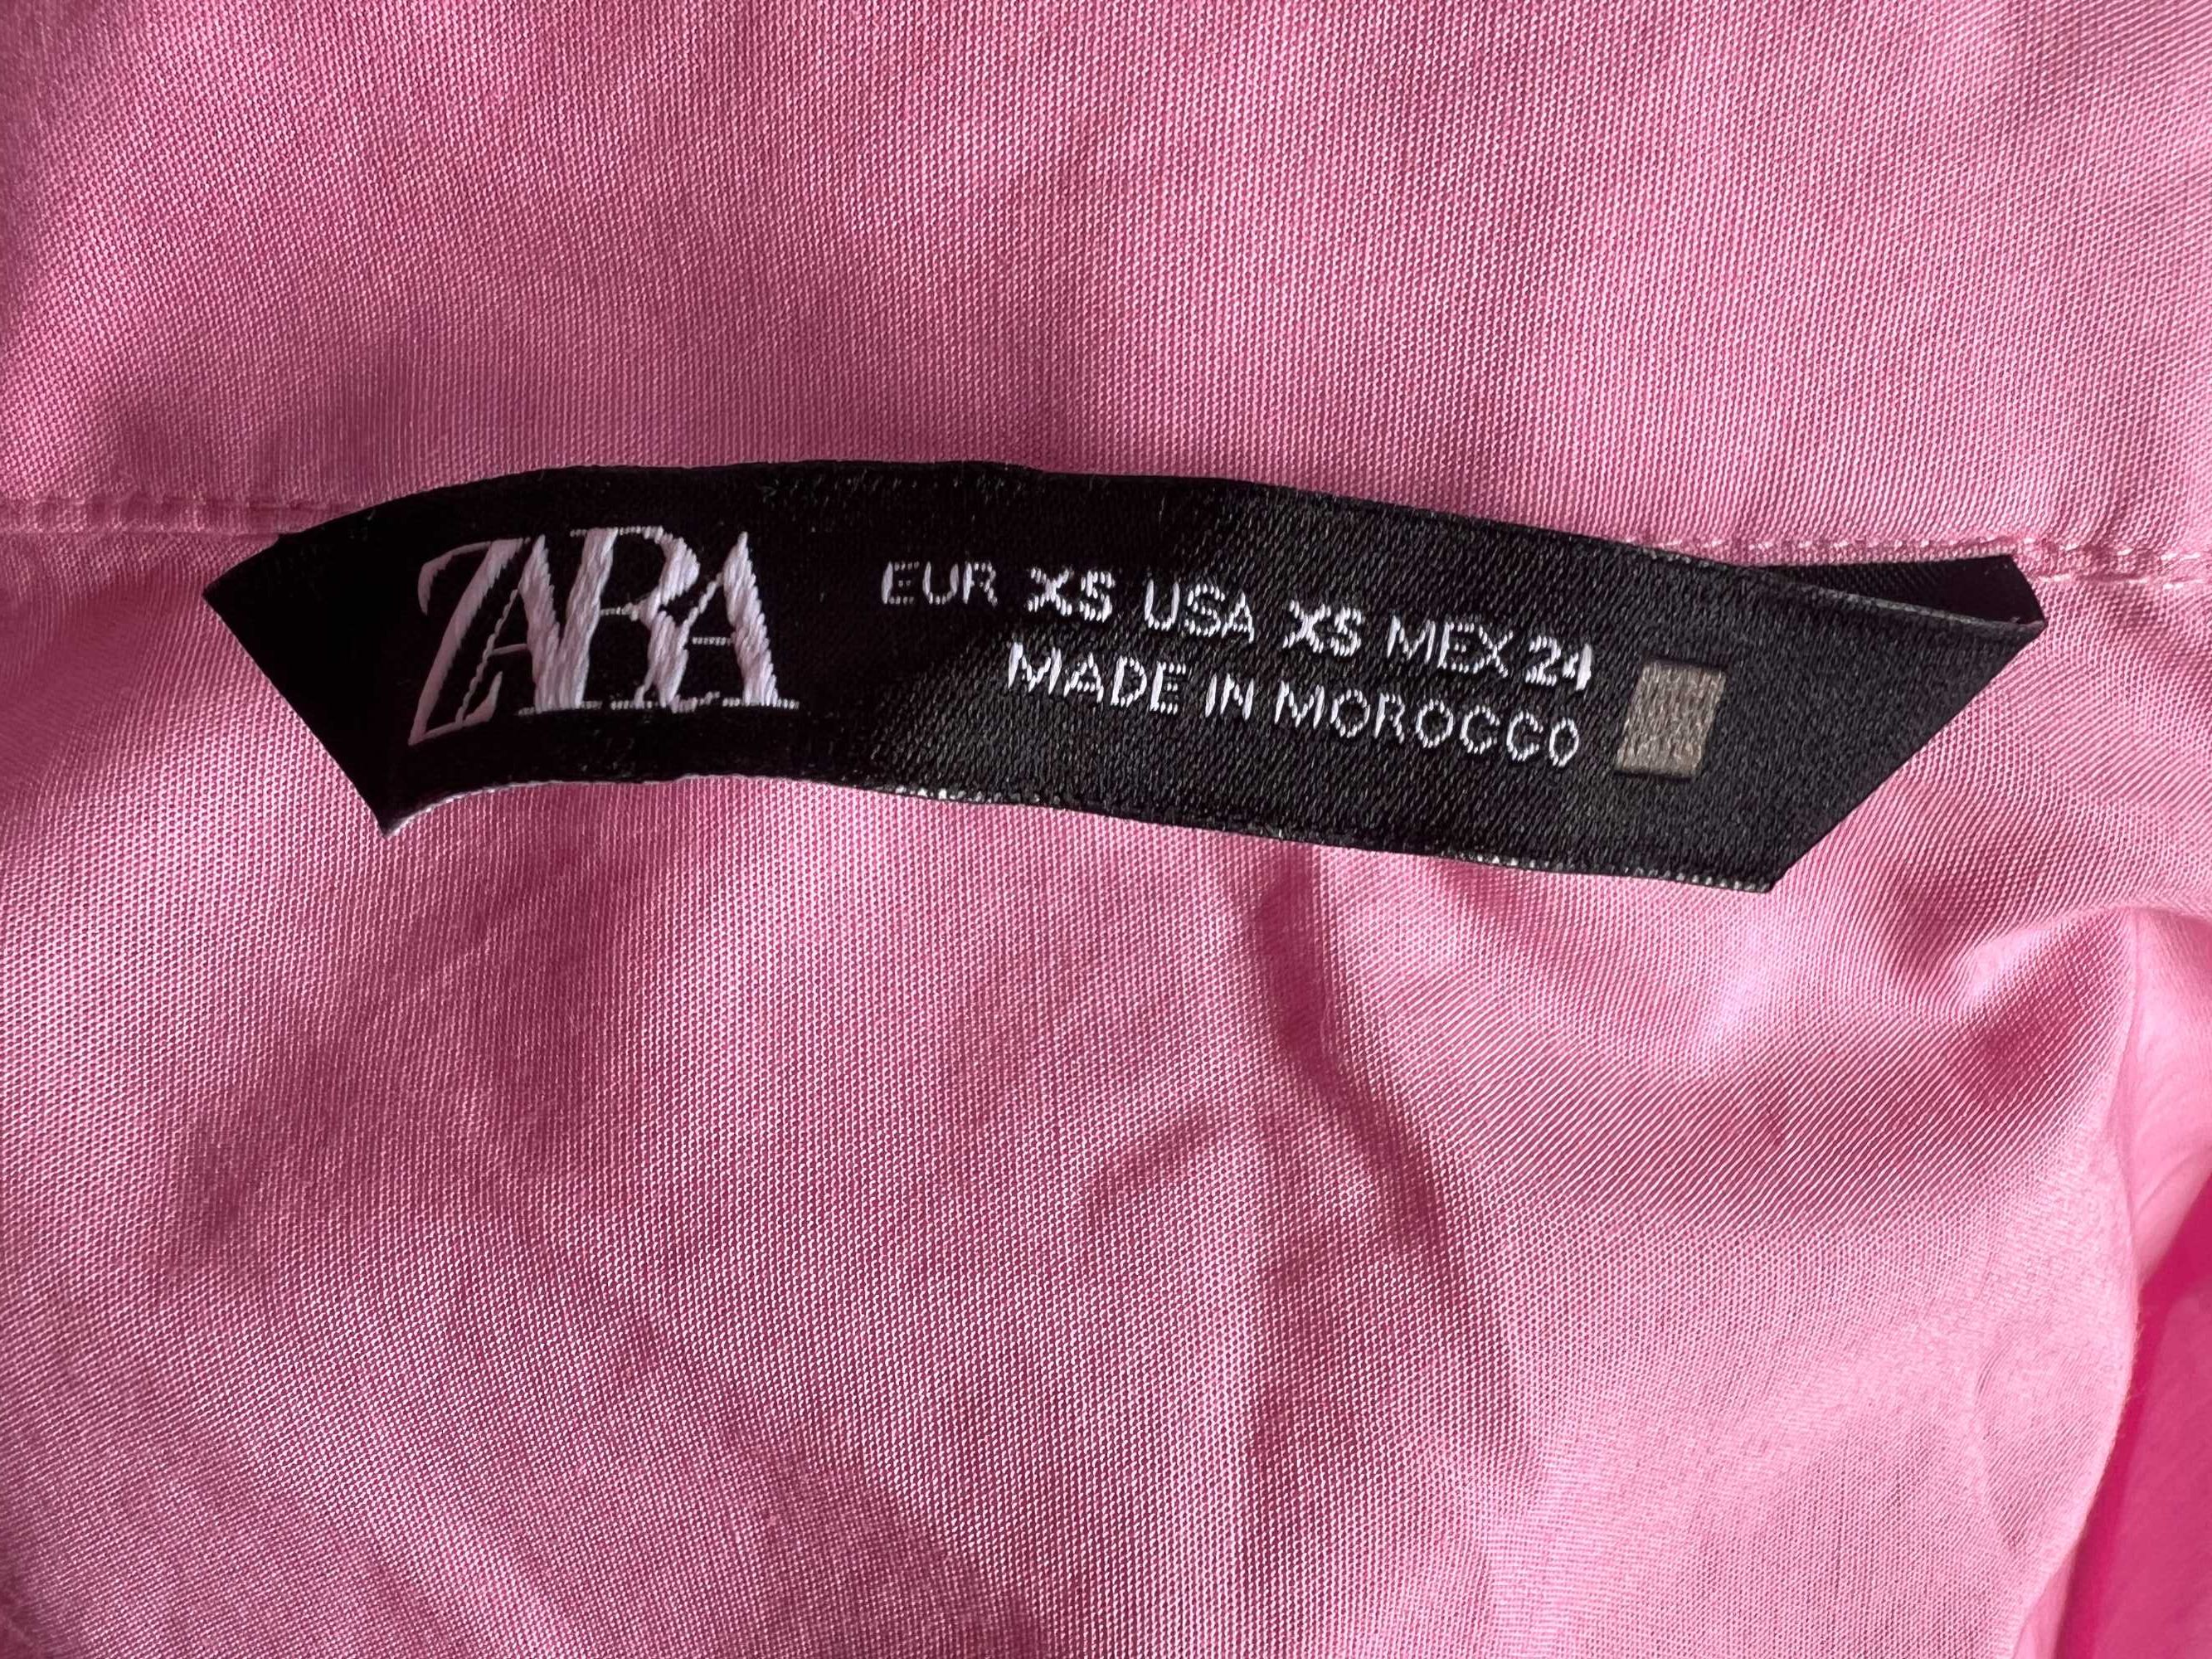 ZARA
EUR XS USA XS MEX 24
MADE IN MOROCCO